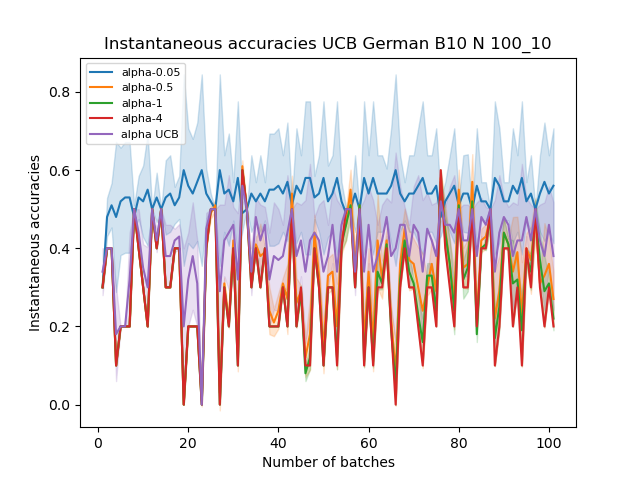 Instantaneous accuracies UCB German B10 N 100_10
alpha-0.05
alpha-0.5
alpha-1
alpha-4
alpha UCB
Instantaneous accuracies
0.8
0.6
0.4
0.2
0.0
0 20 40 60 80 100
Number of batches